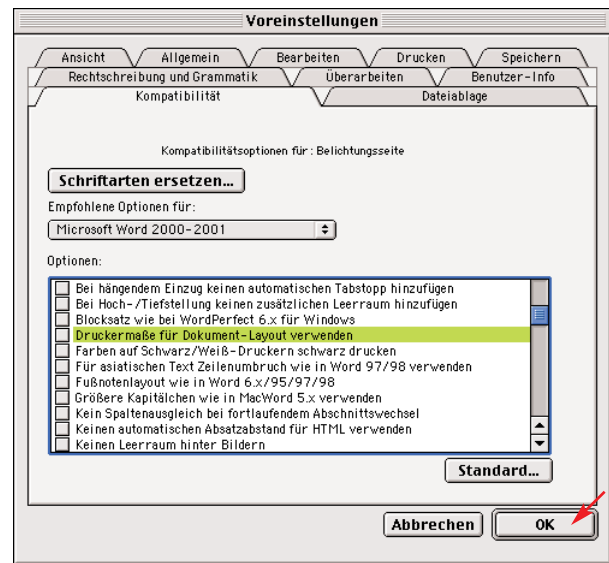 Voreinstellungen
Ansicht Allgemein Bearbeiten Drucken Speichern
Rechtschreibung und Grammatik Überarbeiten Benutzer-Info
Kompatibilität Dateiablage
Kompatibilitätsoptionen für : Belichtungsseite
Schriftarten ersetzen...
Empfohlene Optionen für:
Microsoft Word 2000-2001
Optionen:
Bei hängendem Einzug keinen automatischen Tabstopp hinzufügen
Bei Hoch-/Tiefstellung keinen zusätzlichen Leerraum hinzufügen
Blocksatz wie bei WordPerfect 6.x für Windows
Druckermaße für Dokument-Layout verwenden
Farben auf Schwarz/Weiß-Druckern schwarz drucken
Für asiatischen Text Zeilenumbruch wie in Word 97/98 verwenden
Fußnotenlayout wie in Word 6.x/95/97/98
Größere Kapitälchen wie in MacWord 5.x verwenden
Kein Spaltenausgleich bei fortlaufendem Abschnittswechsel
Keinen automatischen Absatzabstand für HTML verwenden
Keinen Leerraum hinter Bildern
Standard...
Abbrechen OK